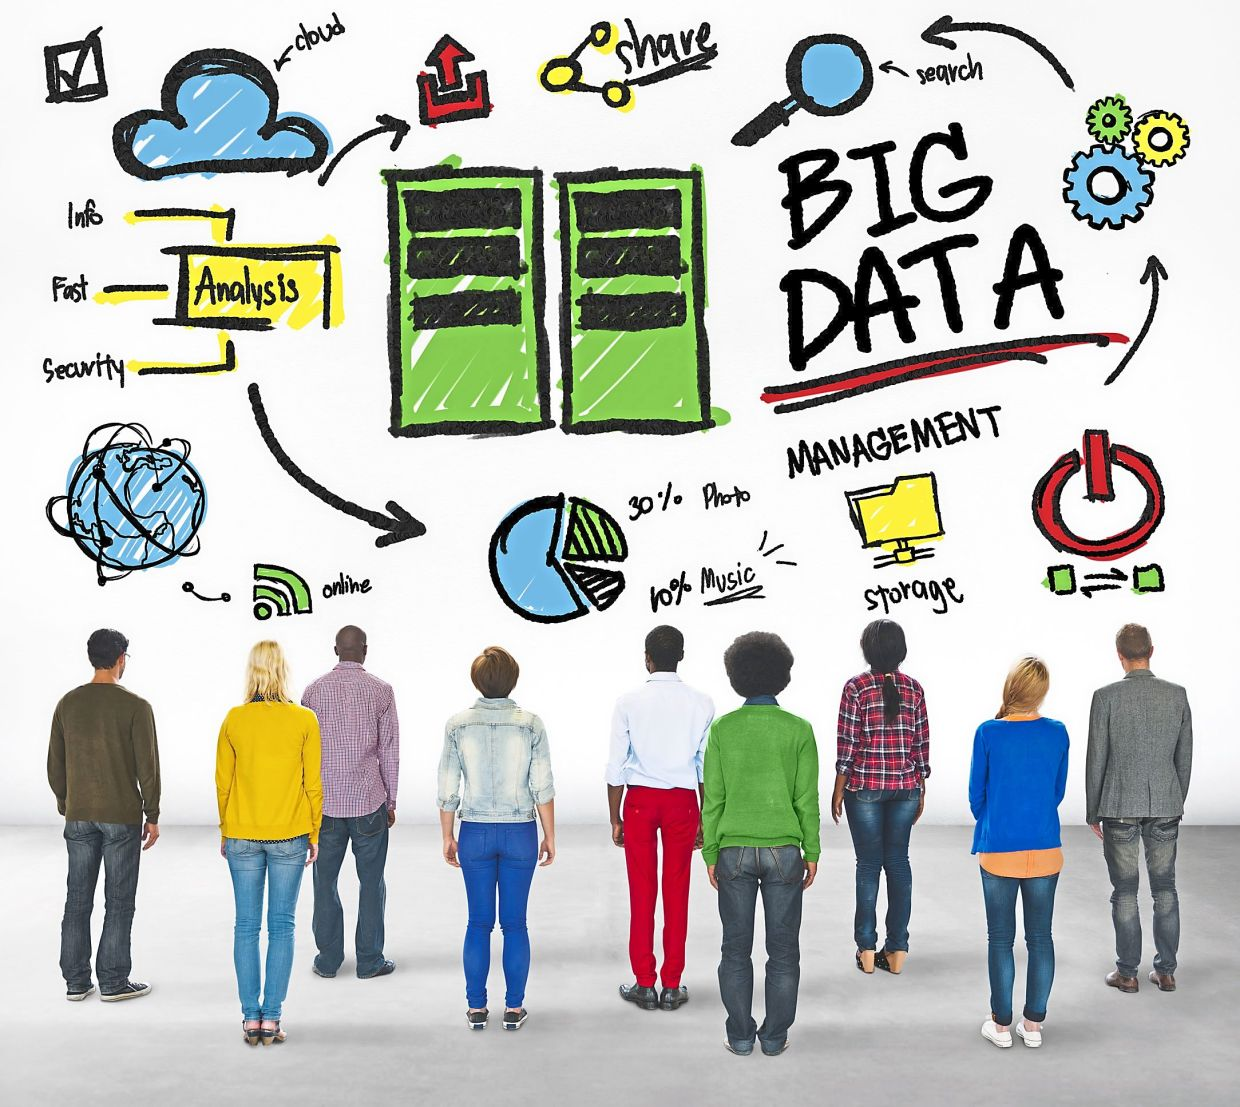 cloud
share
search
BIG
DATA
Info
Fast
Analysis
Security
MANAGEMENT
30% Photo
10% Music
online
storage